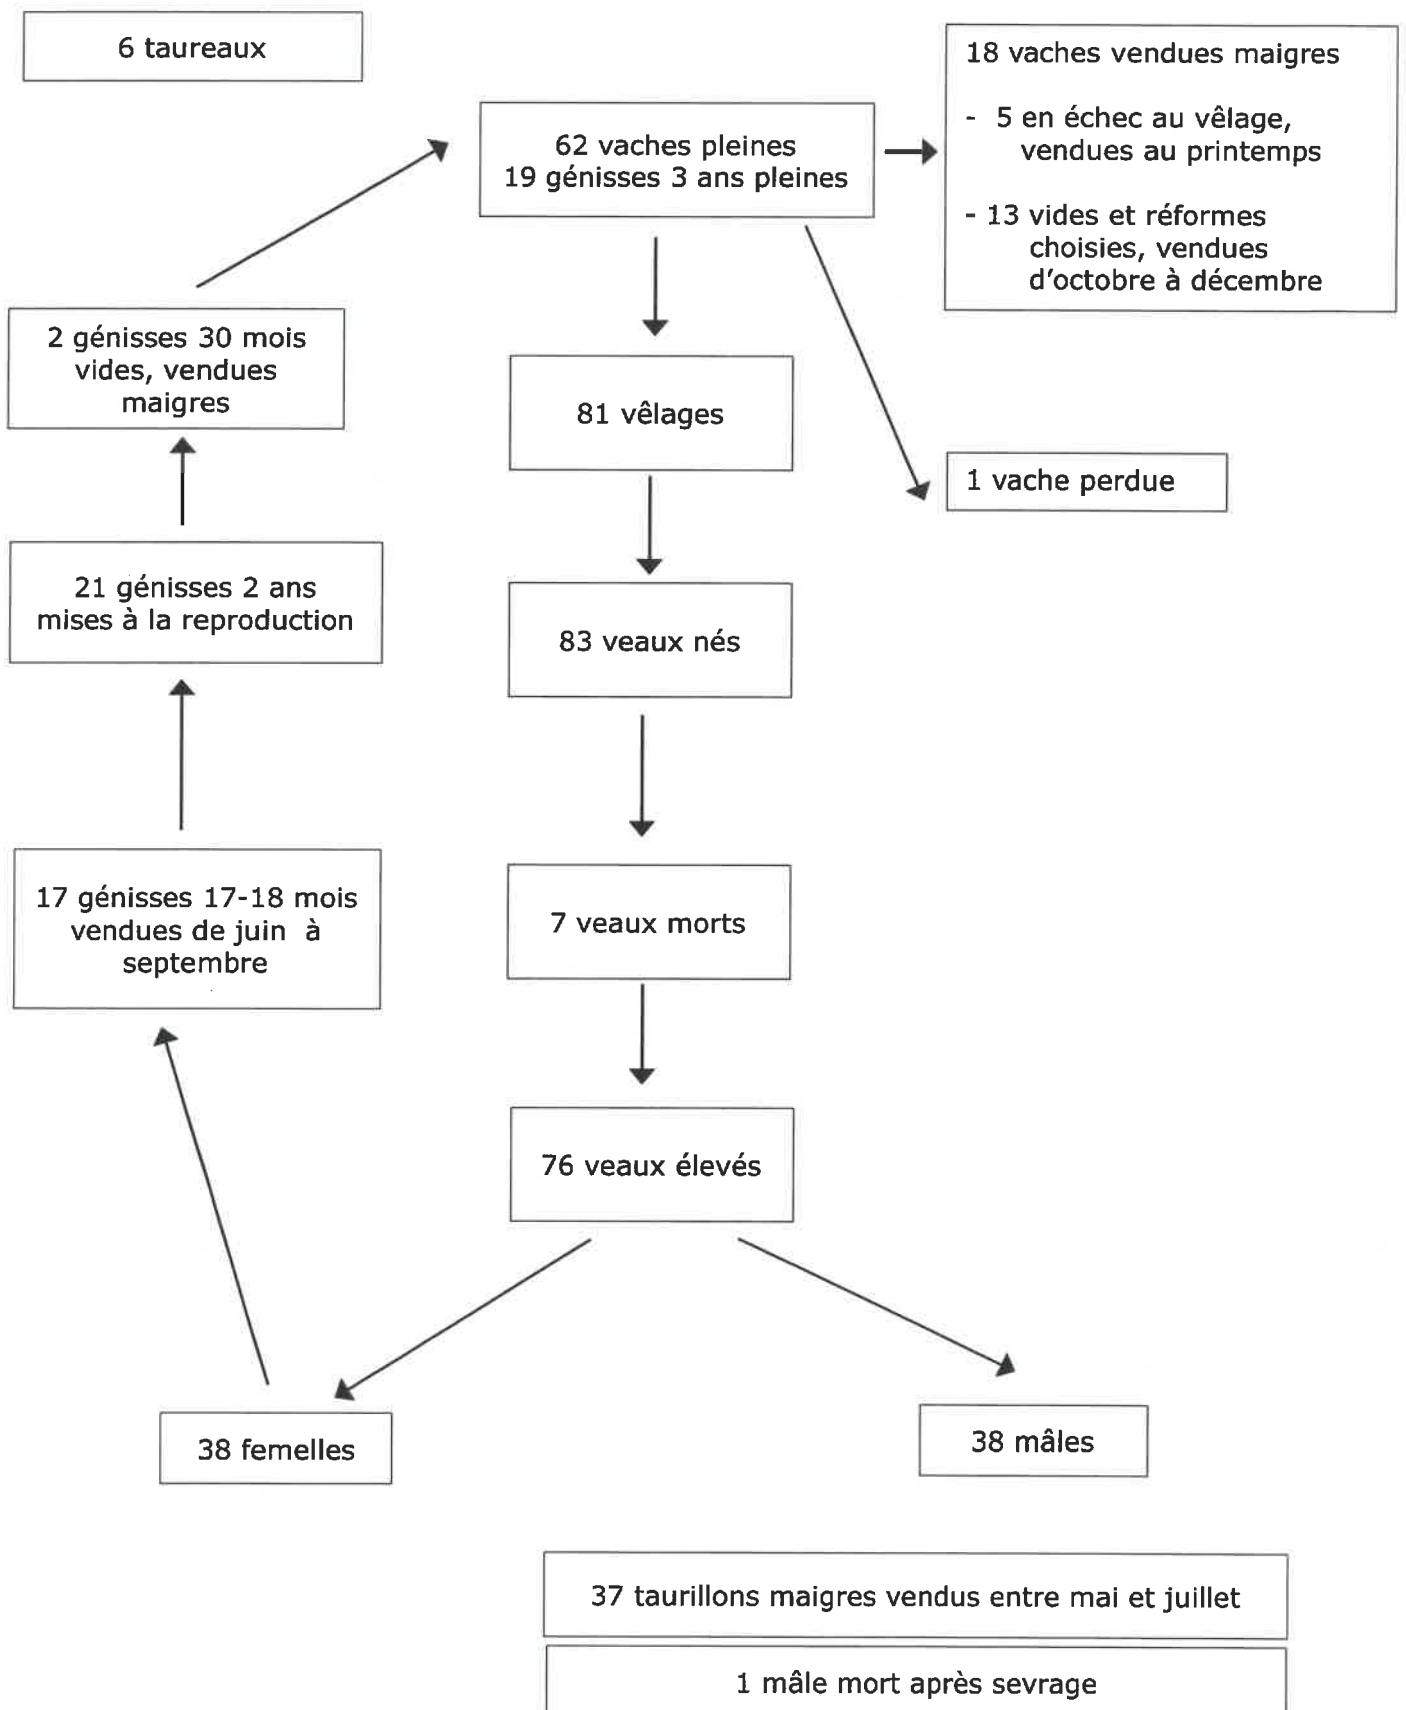 6 taureaux
18 vaches vendues maigres
- 5 en échec au vêlage,
vendues au printemps
- 13 vides et réformes
choisies, vendues
d'octobre à décembre
62 vaches pleines
19 génisses 3 ans pleines
2 génisses 30 mois
vides, vendues
maigres
81 vêlages
1 vache perdue
21 génisses 2 ans
mises à la reproduction
83 veaux nés
17 génisses 17-18 mois
vendues de juin à
septembre
7 veaux morts
76 veaux élevés
38 femelles
38 mâles
37 taurillons maigres vendus entre mai et juillet
1 mâle mort après sevrage